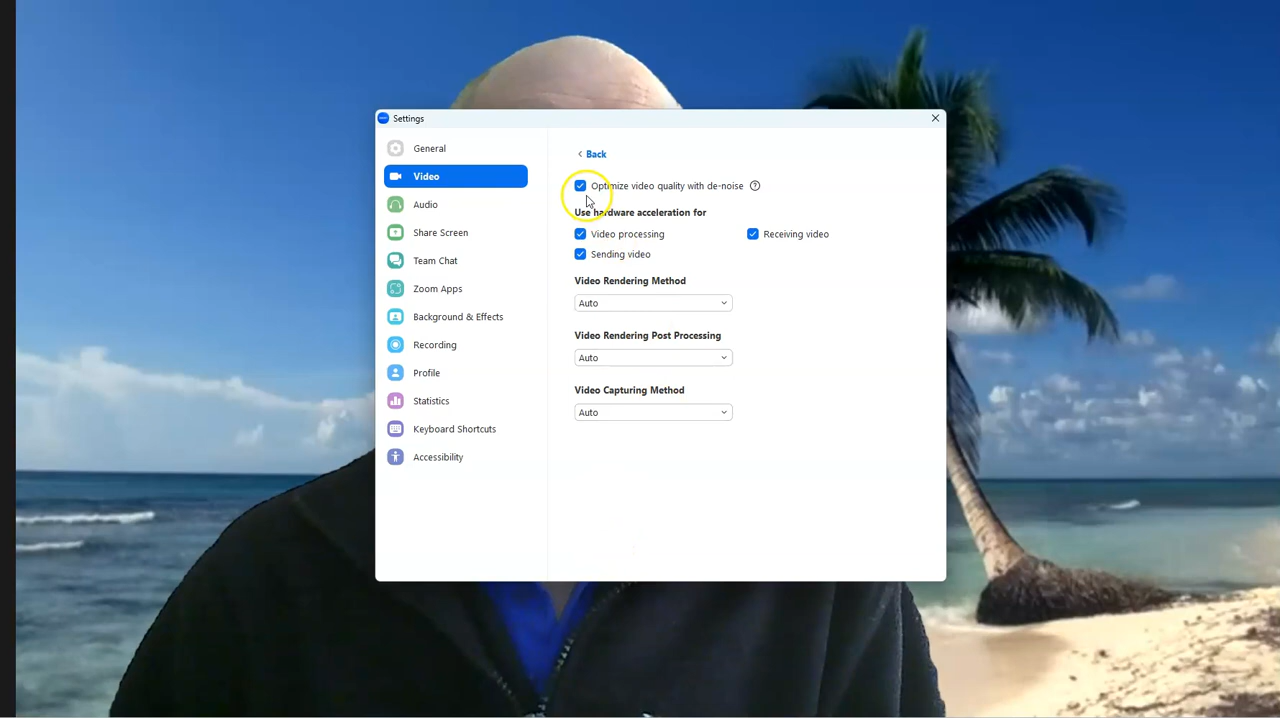 Settings
General
Video
Audio
Share Screen
Team Chat
Zoom Apps
Background & Effects
Recording
Profile
Statistics
Keyboard Shortcuts
Accessibility
Back
Optimize video quality with de-noise ?
Use hardware acceleration for
Video processing Receiving video
Sending video
Video Rendering Method
Auto
Video Rendering Post Processing
Auto
Video Capturing Method
Auto